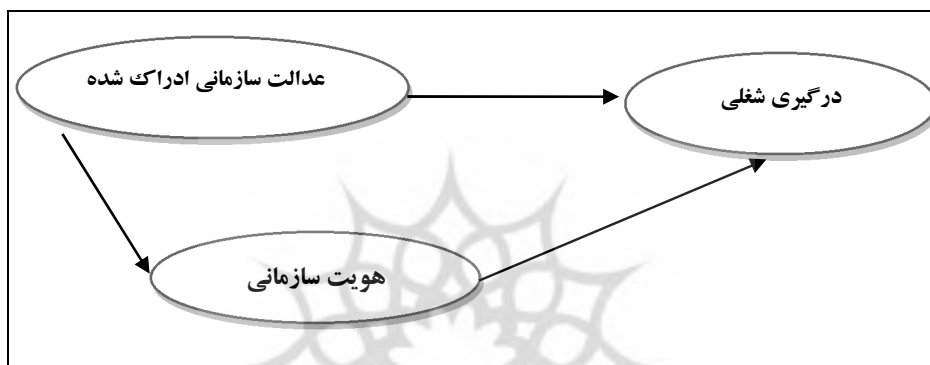 عدالت سازمانی ادراک شده
درگیری شغلی
هویت سازمانی